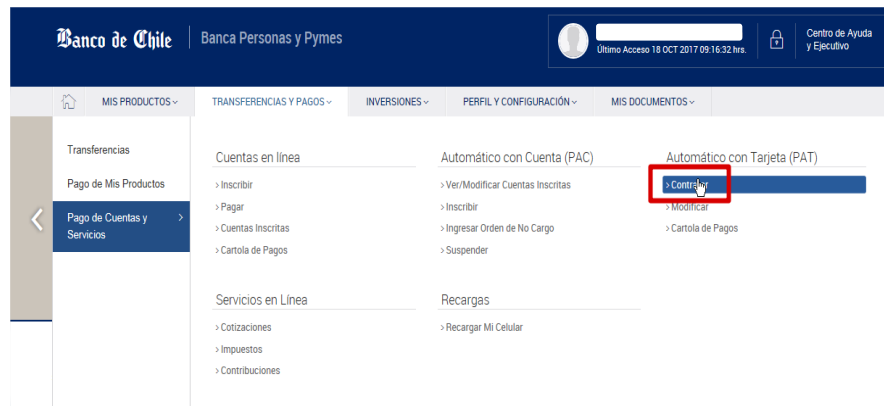 Banco de Chile
Banca Personas y Pymes
Último Acceso 18 OCT 2017 09:16:32 hrs.
Centro de Ayuda
y Ejecutivo
MIS PRODUCTOS
TRANSFERENCIAS Y PAGOS
INVERSIONES
PERFIL Y CONFIGURACIÓN
MIS DOCUMENTOS
Transferencias
Pago de Mis Productos
Pago de Cuentas y
Servicios
Cuentas en línea
> Inscribir
> Pagar
> Cuentas Inscritas
> Cartola de Pagos
Automático con Cuenta (PAC)
> Ver/Modificar Cuentas Inscritas
> Inscribir
> Ingresar Orden de No Cargo
> Suspender
Automático con Tarjeta (PAT)
> Contratar
> Modificar
> Cartola de Pagos
Servicios en Línea
> Cotizaciones
> Impuestos
> Contribuciones
Recargas
> Recargar Mi Celular